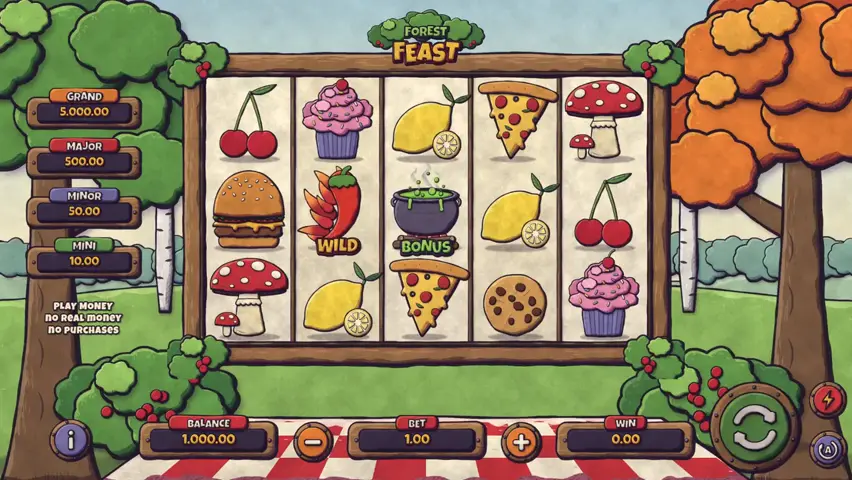 FOREST
FEAST
GRAND
5.000.00
MAJOR
500.00
MINOR
50.00
MINI
10.00
PLAY MONEY
NO REAL MONEY
NO PURCHASES
WILD
BONUS
i
BALANCE
1.000.00
BET
1.00
WIN
0.00
A